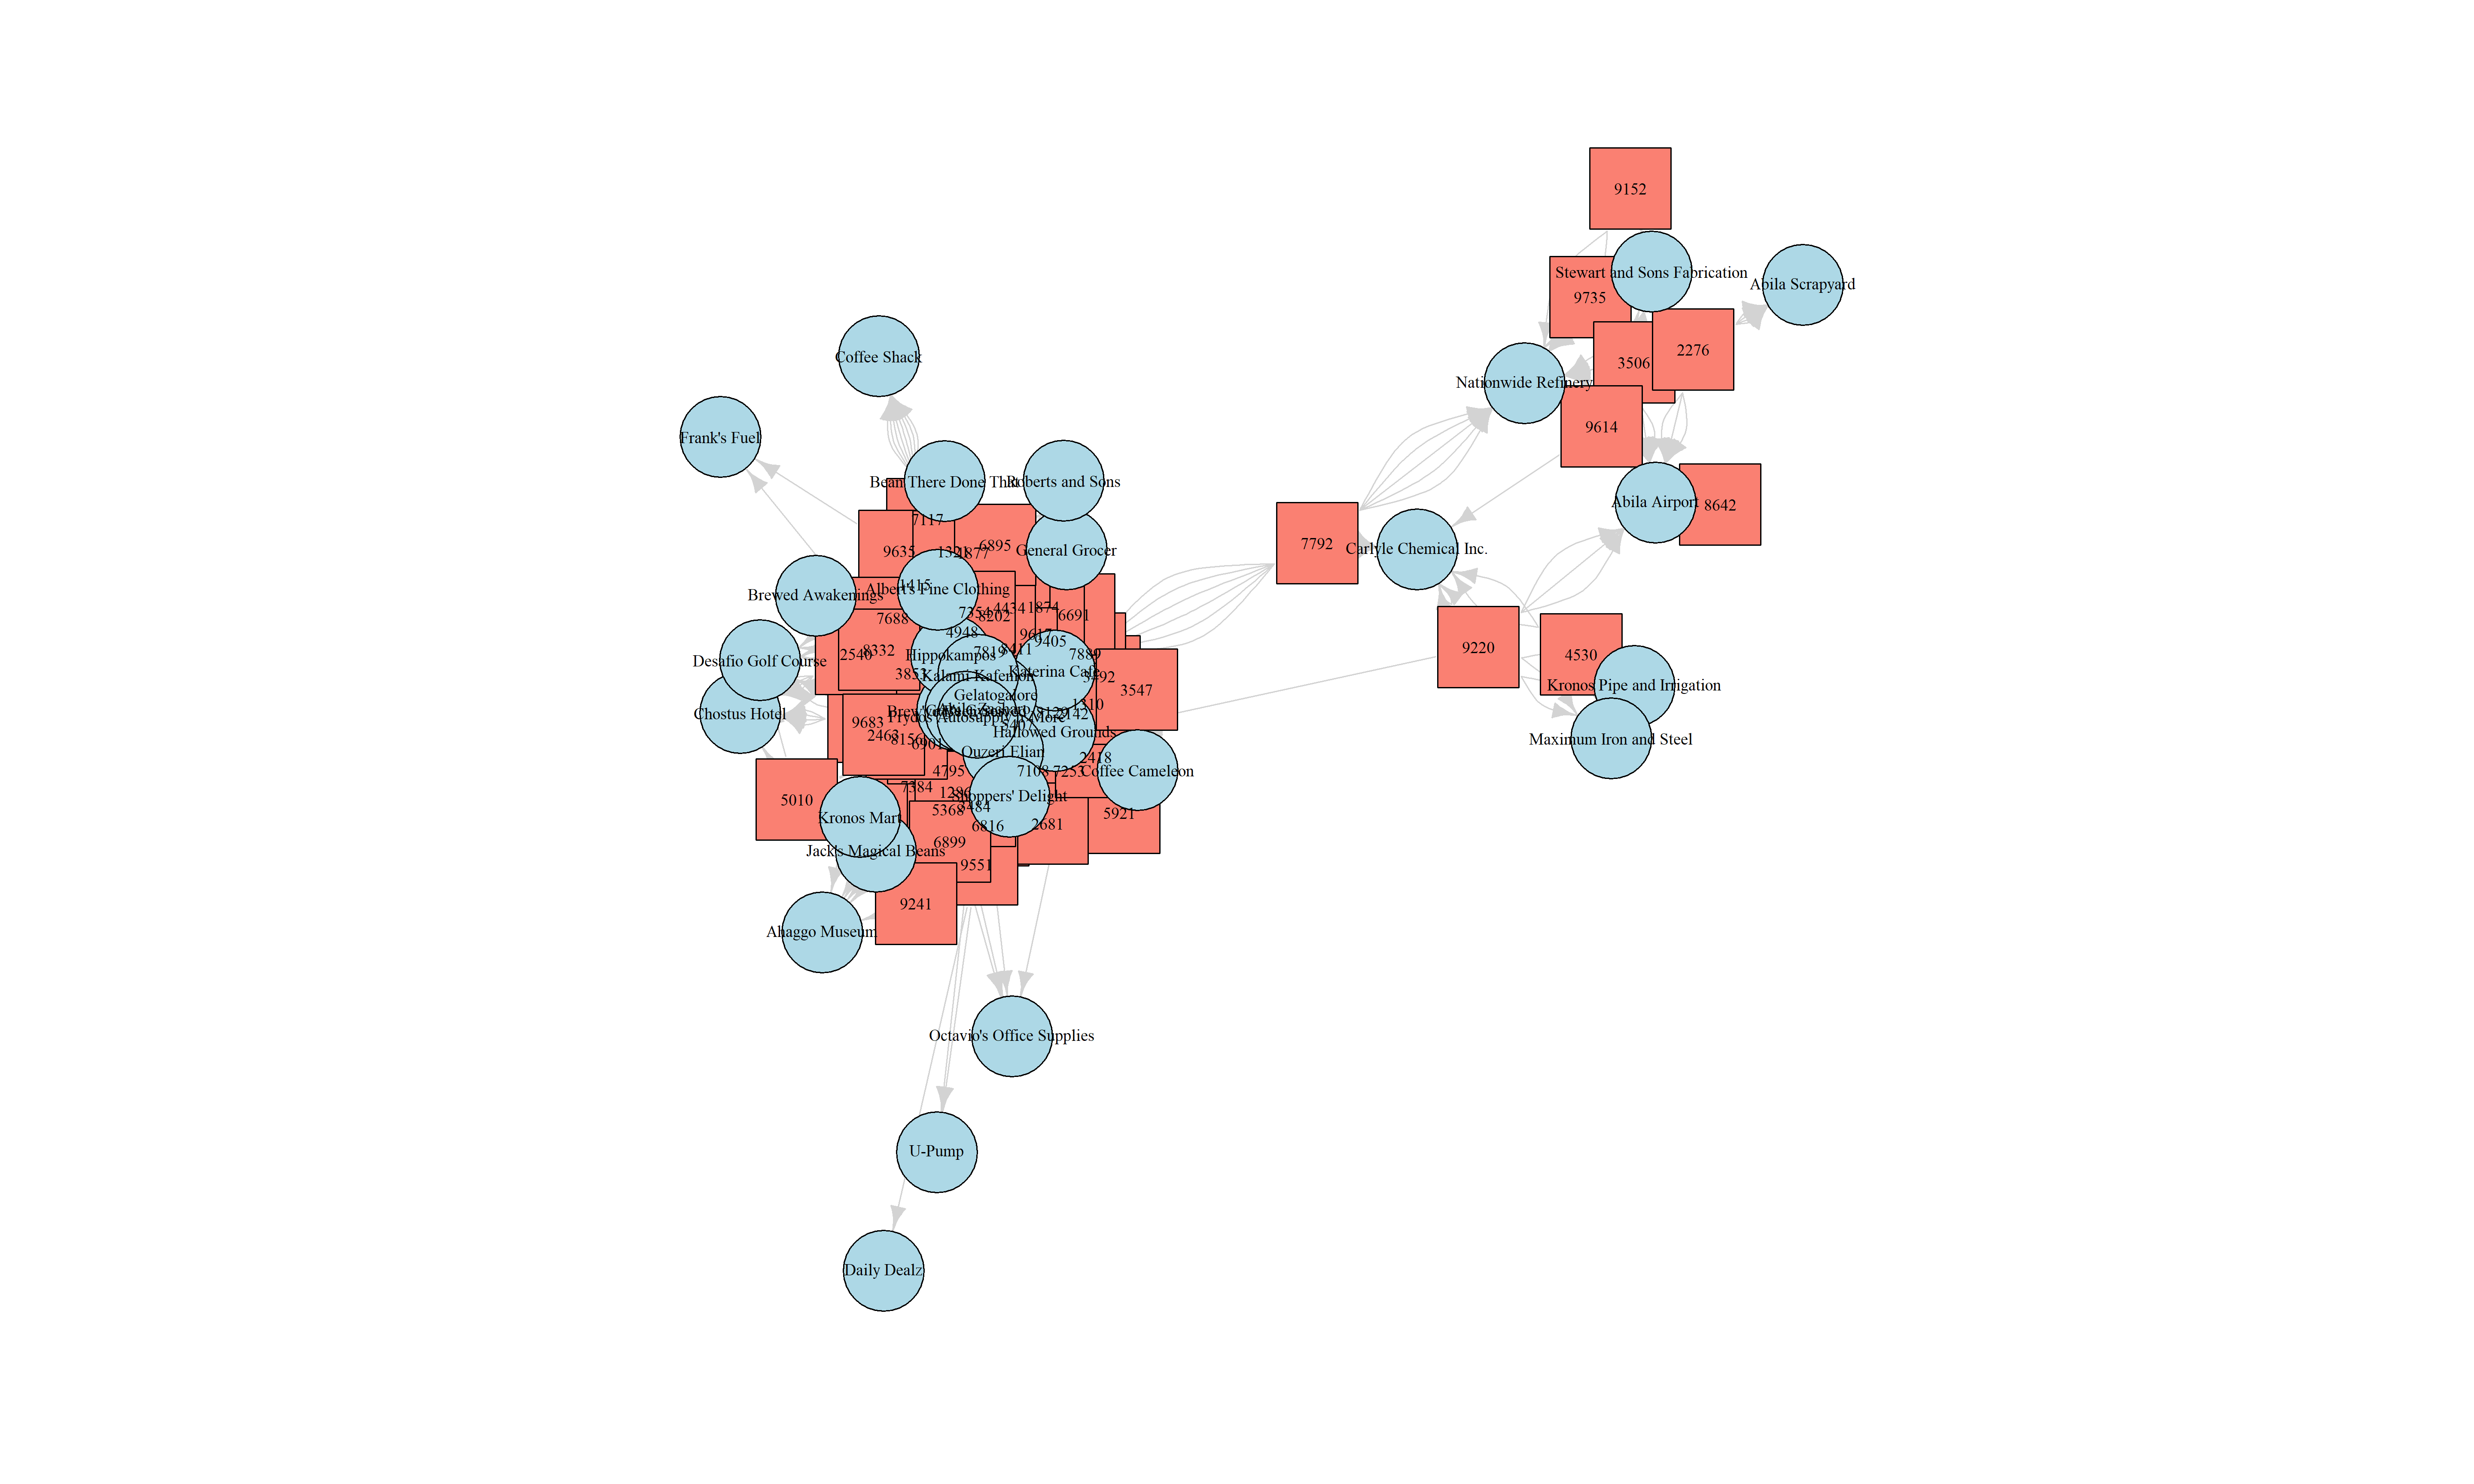 9152
Stewart and Sons Fabrication
Abila Scrapyard
9735
2276
Coffee Shack
3506
Nationwide Refinery
9614
Frank's Fuel
Bean There Done That
Roberts and Sons
Abila Airport
8642
7117
7792
6895
General Grocer
Carlyle Chemical Inc.
9635
1321
1877
1415
Albert's Fine Clothing
Brewed Awakenings
7688
7354
8202
4434
1874
6691
4948
9617
9405
2540
8332
Hippokampos
7819
7889
9220
4530
Desafio Golf Course
3853
Kalami Kafenion
Katerina Cafe
3492
3547
Kronos Pipe and Irrigation
Gelatogalore
1310
Chostus Hotel
2142
9683
2463
8156
6901
5407
Hallowed Grounds
Maximum Iron and Steel
Ouzeri Elian
2418
4795
7108
7253
Coffee Cameleon
5010
7384
1286
Shoppers' Delight
5368
3484
Kronos Mart
6816
2681
5921
6899
Jack's Magical Beans
9551
9241
Ahaggo Museum
Octavio's Office Supplies
U-Pump
Daily Dealz